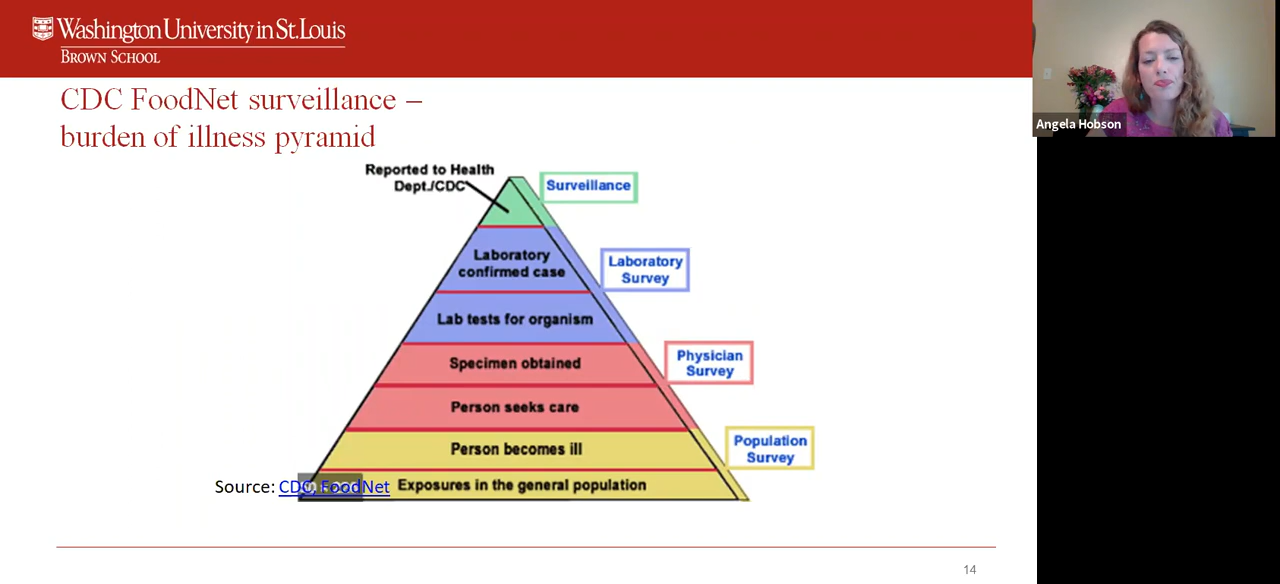 Washington University in St. Louis
BROWN SCHOOL
Angela Hobson
CDC FoodNet surveillance –
burden of illness pyramid
Reported to Health
Dept./CDC
Surveillance
Laboratory
confirmed case
Laboratory
Survey
Lab tests for organism
Specimen obtained
Physician
Survey
Person seeks care
Person becomes ill
Population
Survey
Source: CDC, FoodNet
Exposures in the general population
14